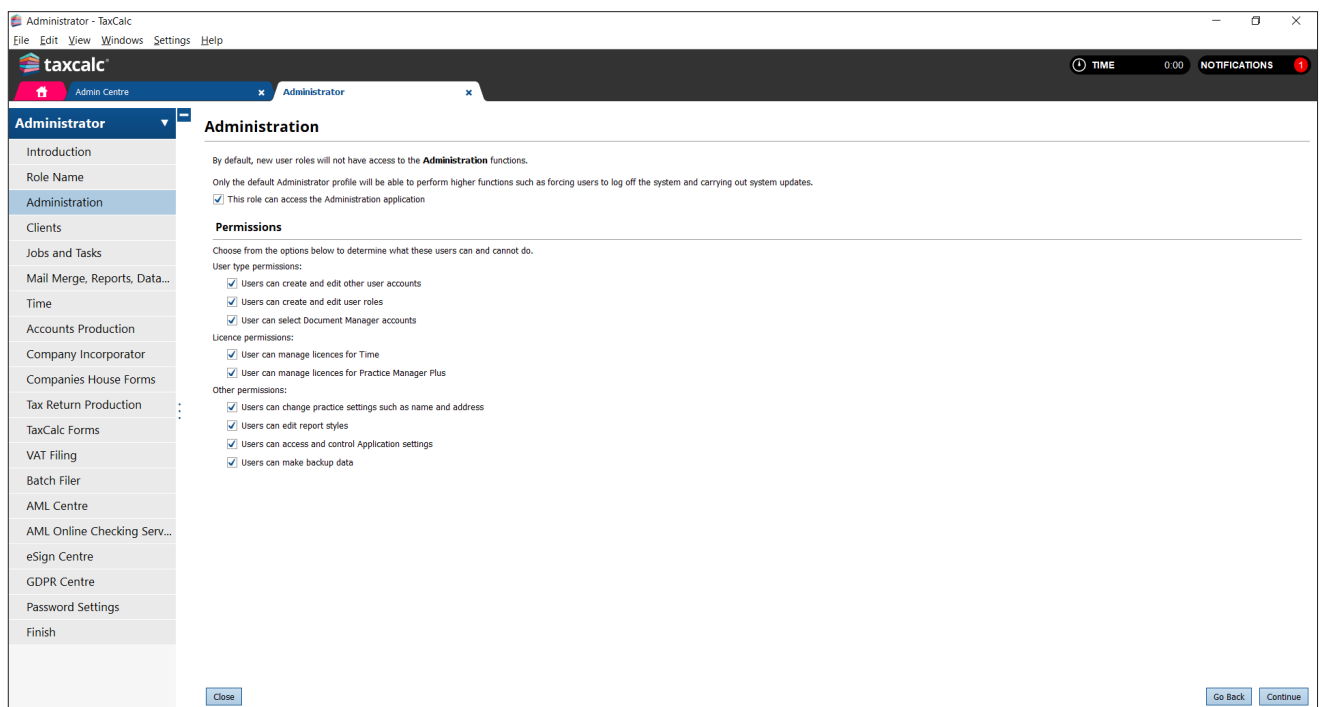 Administrator - TaxCalc
File Edit View Windows Settings Help
taxcalc
TIME 0:00 NOTIFICATIONS 1
Admin Centre x Administrator x
Administrator
Introduction
Role Name
Administration
Clients
Jobs and Tasks
Mail Merge, Reports, Data...
Time
Accounts Production
Company Incorporator
Companies House Forms
Tax Return Production
TaxCalc Forms
VAT Filing
Batch Filer
AML Centre
AML Online Checking Serv...
eSign Centre
GDPR Centre
Password Settings
Finish
Administration
By default, new user roles will not have access to the Administration functions.
Only the default Administrator profile will be able to perform higher functions such as forcing users to log off the system and carrying out system updates.
This role can access the Administration application
Permissions
Choose from the options below to determine what these users can and cannot do.
User type permissions:
Users can create and edit other user accounts
Users can create and edit user roles
User can select Document Manager accounts
Licence permissions:
User can manage licences for Time
User can manage licences for Practice Manager Plus
Other permissions:
Users can change practice settings such as name and address
Users can edit report styles
Users can access and control Application settings
Users can make backup data
Close Go Back Continue